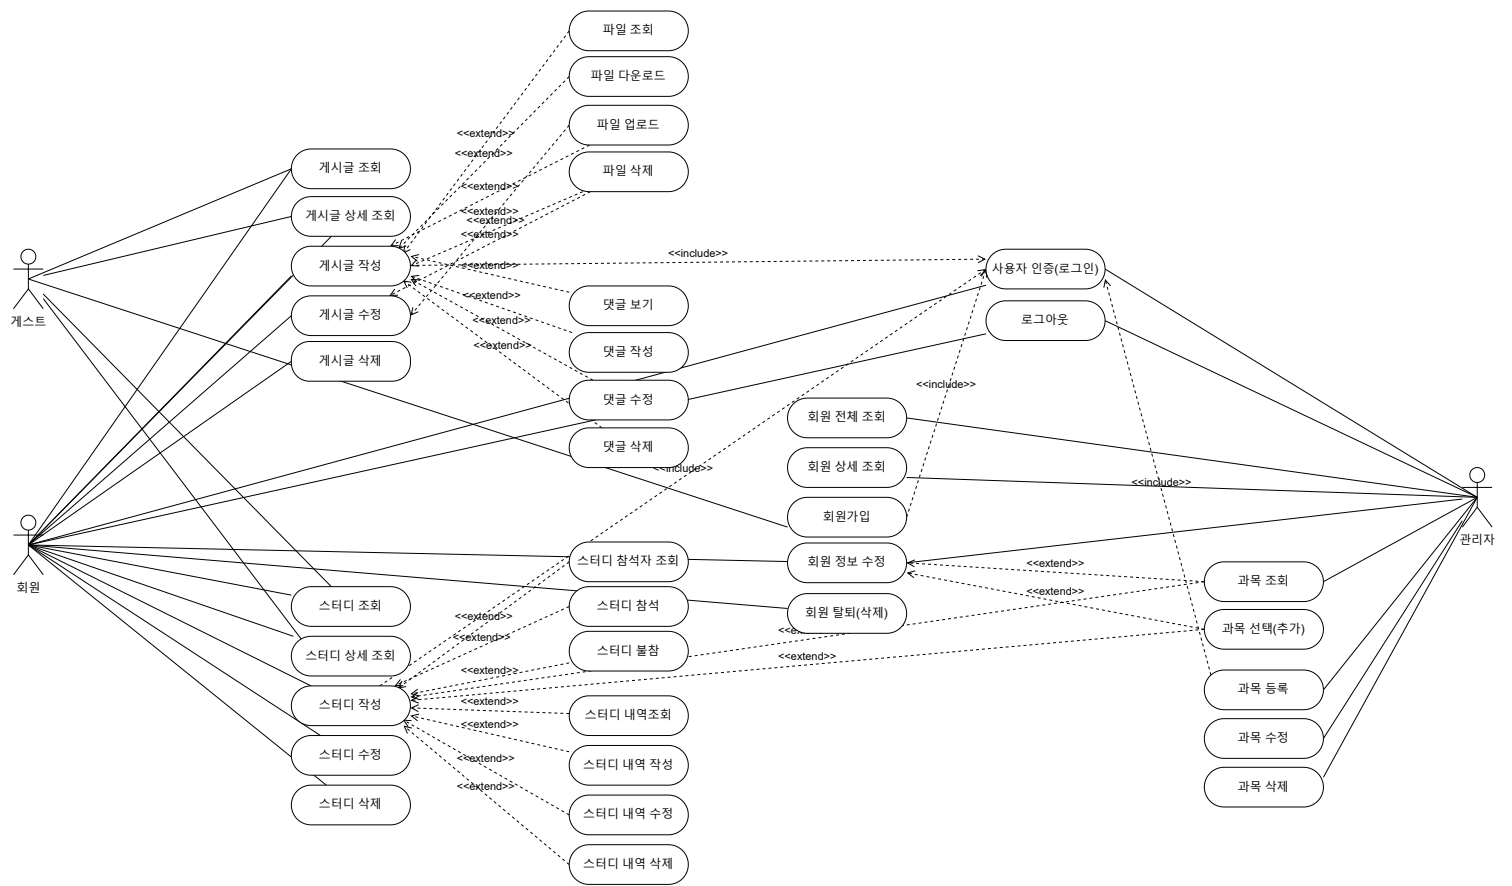 파일 조회
파일 다운로드
파일 업로드
<<extend>>
<<extend>>
파일 삭제
게시글 조회
<<extend>>
게시글 상세 조회
<<extend>>
<<extend>>
<<extend>>
<<include>>
게시글 작성
<<extend>>
사용자 인증(로그인)
<<extend>>
댓글 보기
게시글 수정
게스트
<<extend>>
로그아웃
<<extend>>
댓글 작성
게시글 삭제
<<include>>
댓글 수정
회원 전체 조회
댓글 삭제
<<include>>
회원 상세 조회
<<include>>
회원가입
관리자
스터디 참석자 조회
회원 정보 수정
<<extend>>
과목 조회
회원
<<extend>>
스터디 조회
스터디 참석
회원 탈퇴(삭제)
<<extend>>
과목 선택(추가)
<<extend>>
스터디 불참
스터디 상세 조회
<<extend>>
<<extend>>
과목 등록
<<extend>>
스터디 작성
스터디 내역조회
<<extend>>
과목 수정
스터디 수정
<<extend>>
스터디 내역 작성
<<extend>>
과목 삭제
스터디 삭제
스터디 내역 수정
스터디 내역 삭제